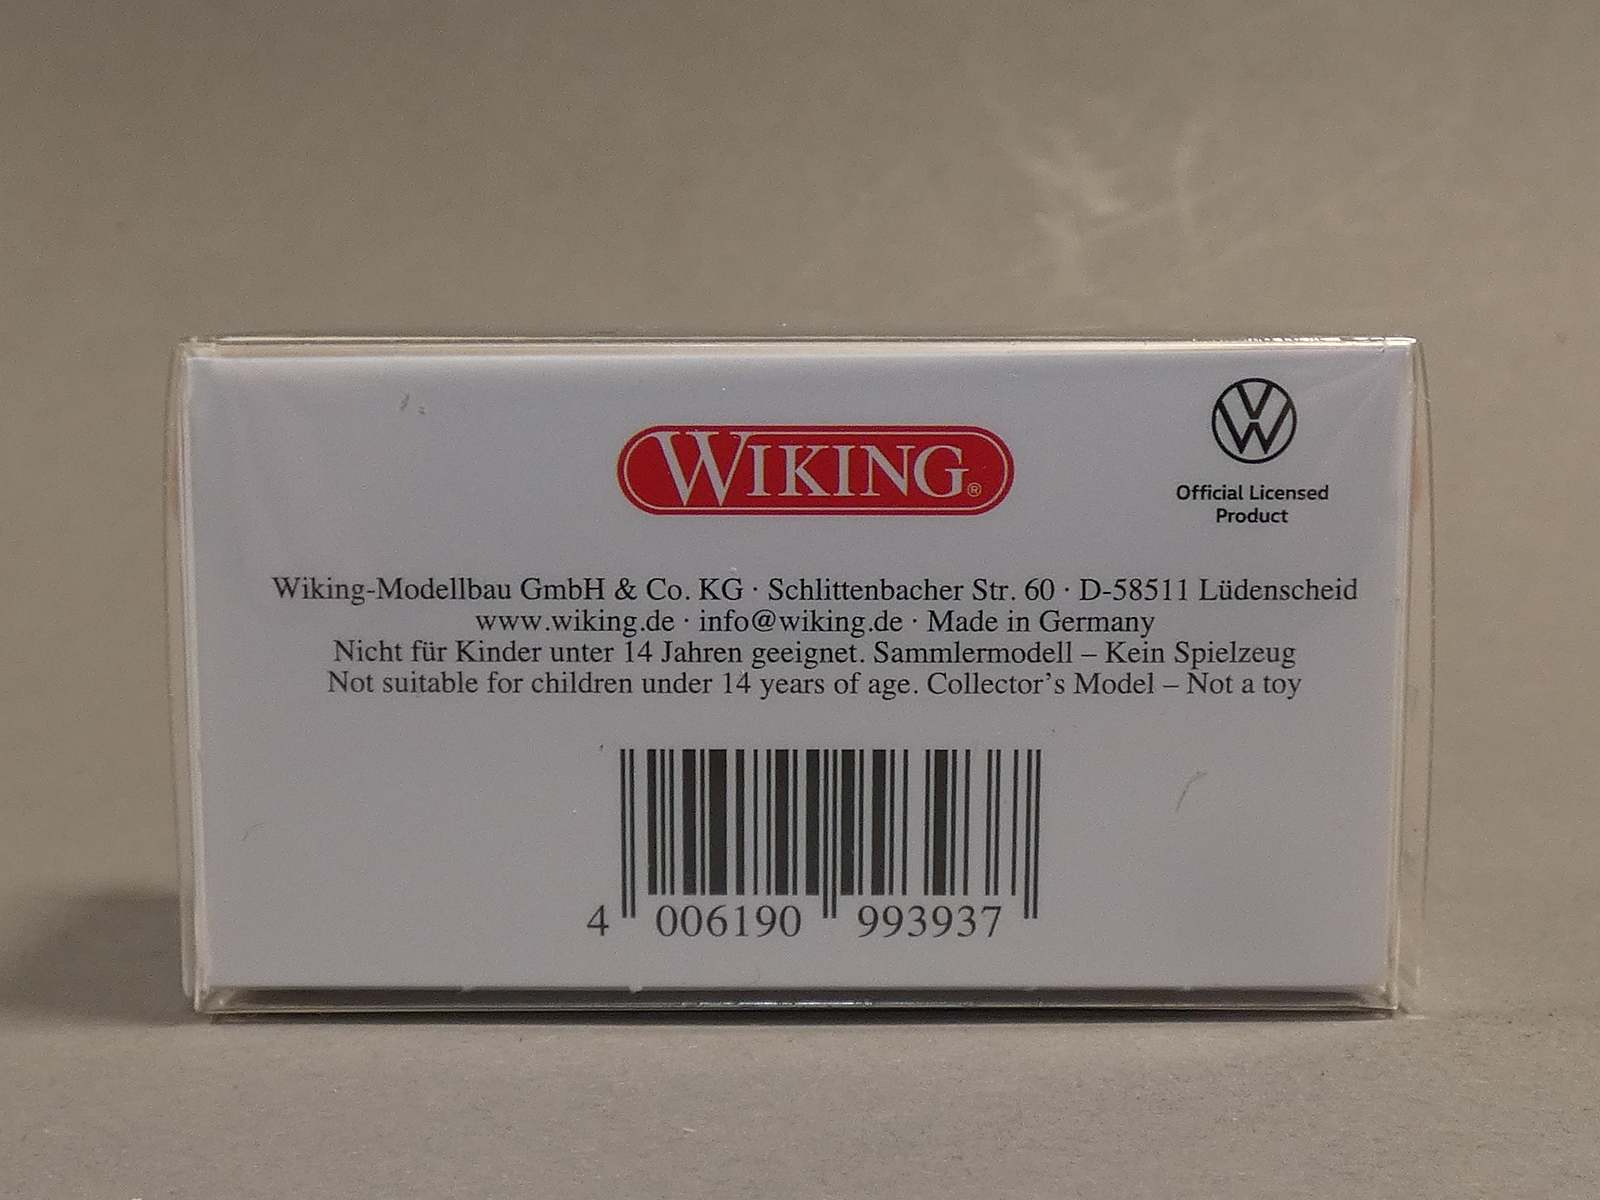 WIKING®
Official Licensed
Product
Wiking-Modellbau GmbH & Co. KG · Schlittenbacher Str. 60 · D-58511 Lüdenscheid
www.wiking.de · info@wiking.de · Made in Germany
Nicht für Kinder unter 14 Jahren geeignet. Sammlermodell – Kein Spielzeug
Not suitable for children under 14 years of age. Collector's Model – Not a toy
4 006190 993937